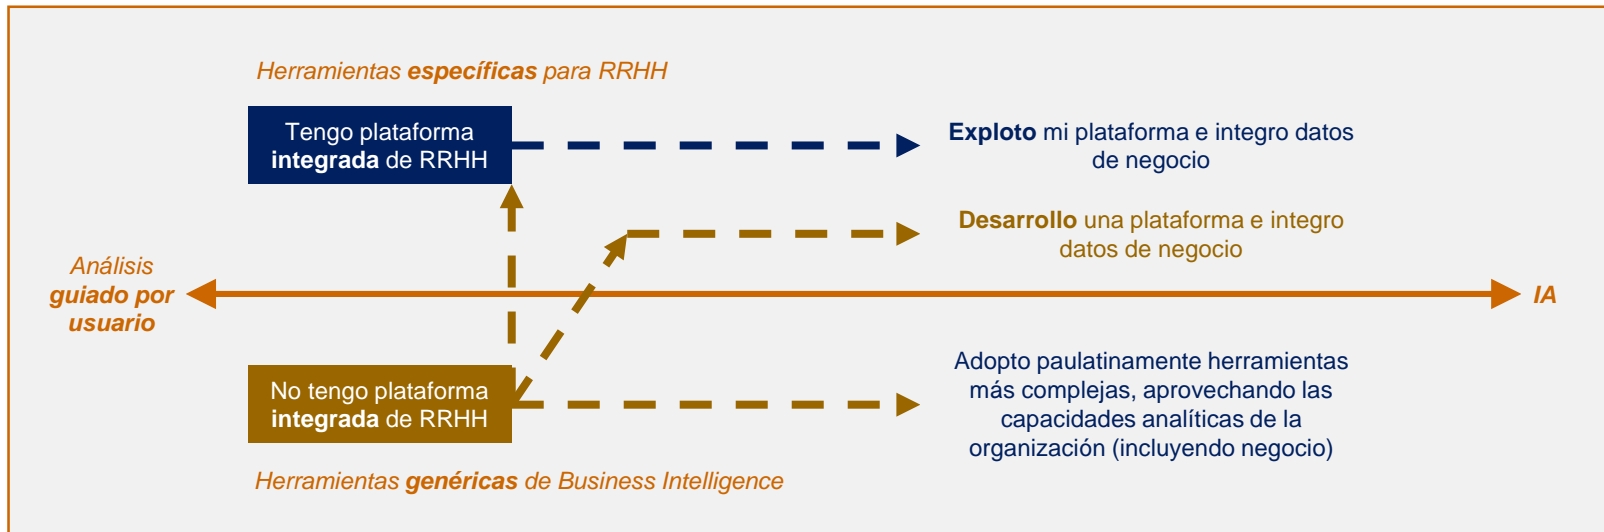 Herramientas específicas para RRHH
Tengo plataforma
integrada de RRHH
Exploto mi plataforma e integro datos
de negocio
Desarrollo una plataforma e integro
datos de negocio
Análisis
guiado por
usuario
IA
No tengo plataforma
integrada de RRHH
Adopto paulatinamente herramientas
más complejas, aprovechando las
capacidades analíticas de la
organización (incluyendo negocio)
Herramientas genéricas de Business Intelligence